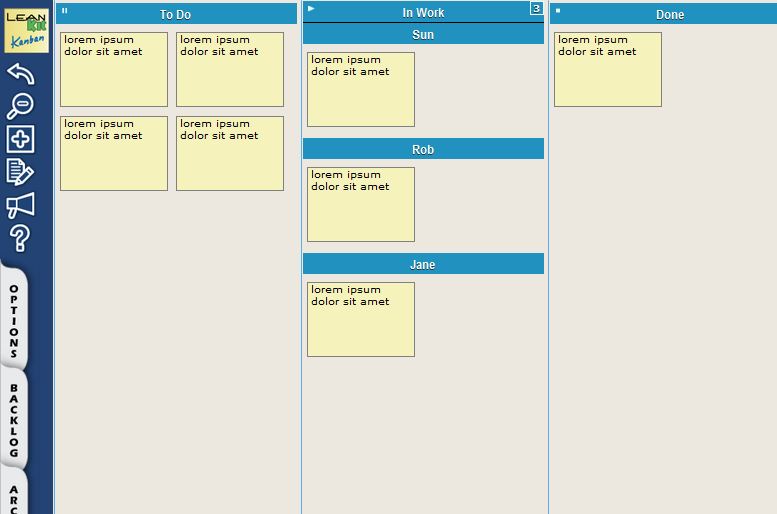 LEAN
Kit
Kanban
To Do
lorem ipsum
dolor sit amet
lorem ipsum
dolor sit amet
lorem ipsum
dolor sit amet
lorem ipsum
dolor sit amet
In Work
3
Sun
lorem ipsum
dolor sit amet
Rob
lorem ipsum
dolor sit amet
Jane
lorem ipsum
dolor sit amet
Done
lorem ipsum
dolor sit amet
OPTIONS
BACKLOG
ARC